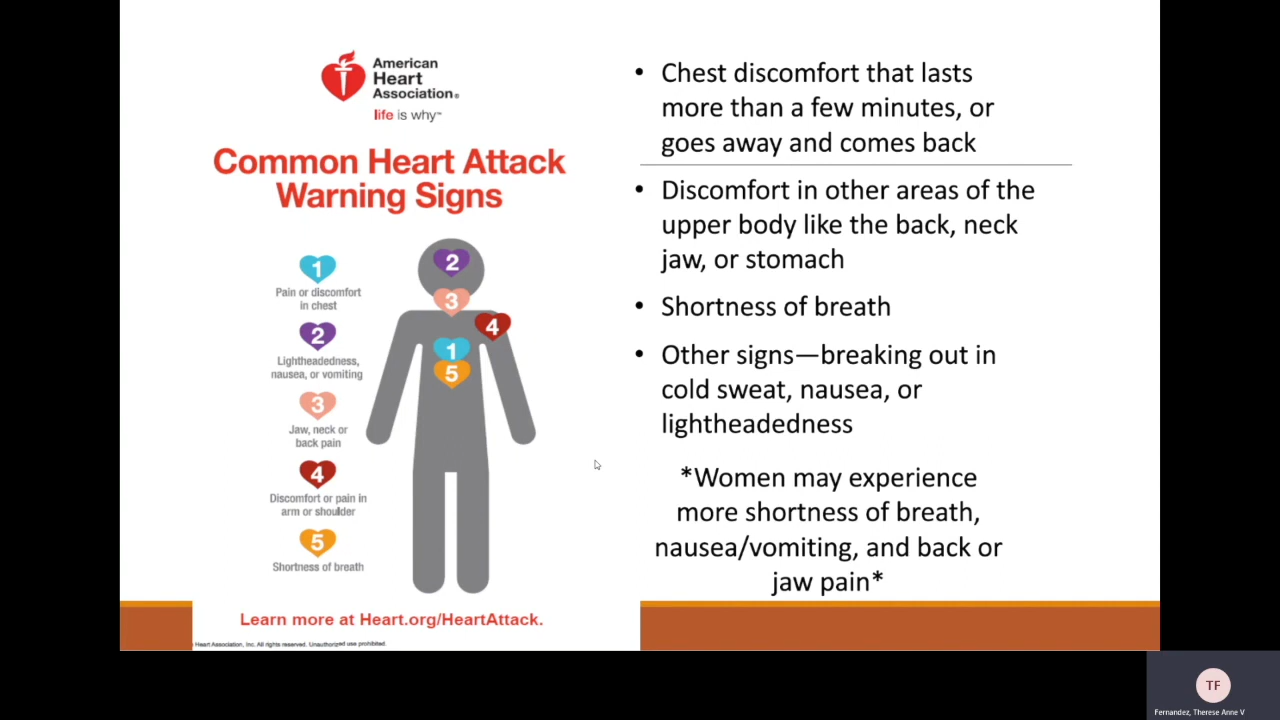 American
Heart
Association®
life is why™
Common Heart Attack
Warning Signs
1
Pain or discomfort
in chest
2
Lightheadedness,
nausea, or vomiting
3
Jaw, neck or
back pain
4
Discomfort or pain in
arm or shoulder
5
Shortness of breath
2
3
4
1
5
Learn more at Heart.org/HeartAttack.
Heart Association, Inc. All rights reserved. Unauthorized use prohibited.
• Chest discomfort that lasts
more than a few minutes, or
goes away and comes back
• Discomfort in other areas of the
upper body like the back, neck
jaw, or stomach
• Shortness of breath
• Other signs—breaking out in
cold sweat, nausea, or
lightheadedness
*Women may experience
more shortness of breath,
nausea/vomiting, and back or
jaw pain*
TF
Fernandez, Therese Anne V